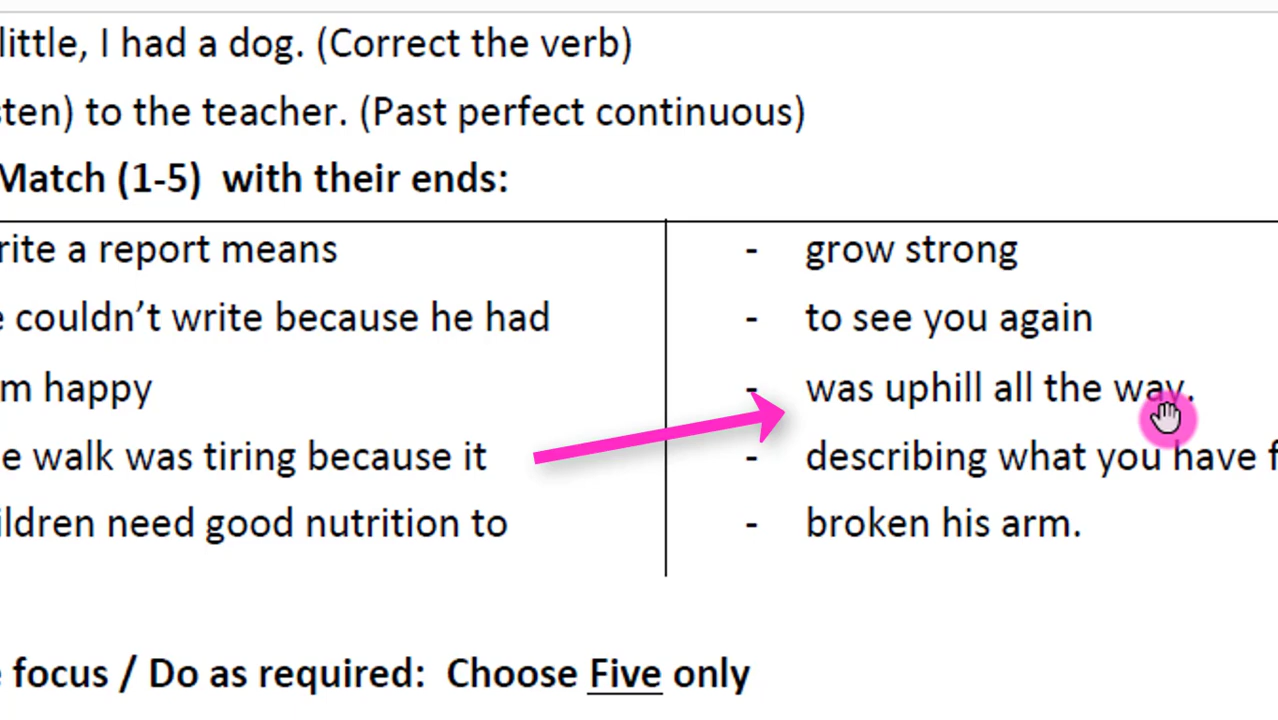 little, I had a dog. (Correct the verb)
to the teacher. (Past perfect continuous)
Match (1-5) with their ends:
a report means - grow strong
couldn't write because he had - to see you again
happy - was uphill all the way.
walk was tiring because it - describing what you have
need good nutrition to - broken his arm.
focus / Do as required: Choose Five only